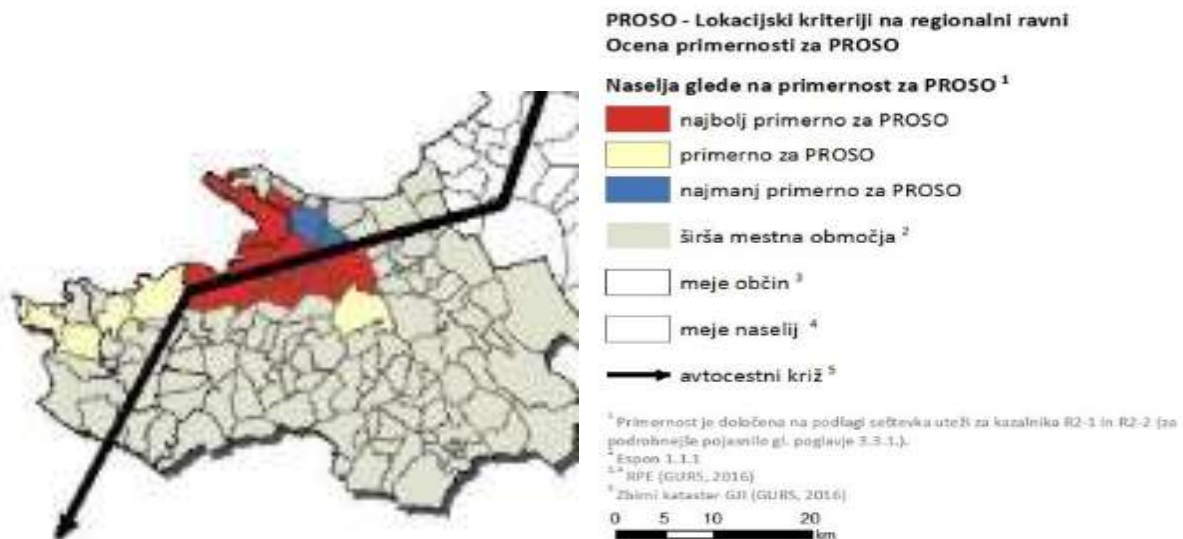 PROSO - Lokacijski kriteriji na regionalni ravni
Ocena primernosti za PROSO
Naselja glede na primernost za PROSO 1
najbolj primerno za PROSO
primerno za PROSO
najmanj primerno za PROSO
širša mestna območja 2
meje občin 3
meje naselij 4
avtocestni križ 5
1 Primernost je določena na podlagi seštevka uteži za kazalnika R2-1 in R2-2 (za
podrobnejše pojasnilo gl. poglavje 3.3.1.).
2 Espon 1.1.1
3,4 RPE (GURS, 2016)
5 Zbirni kataster GJI (GURS, 2016)
0 5 10 20
km